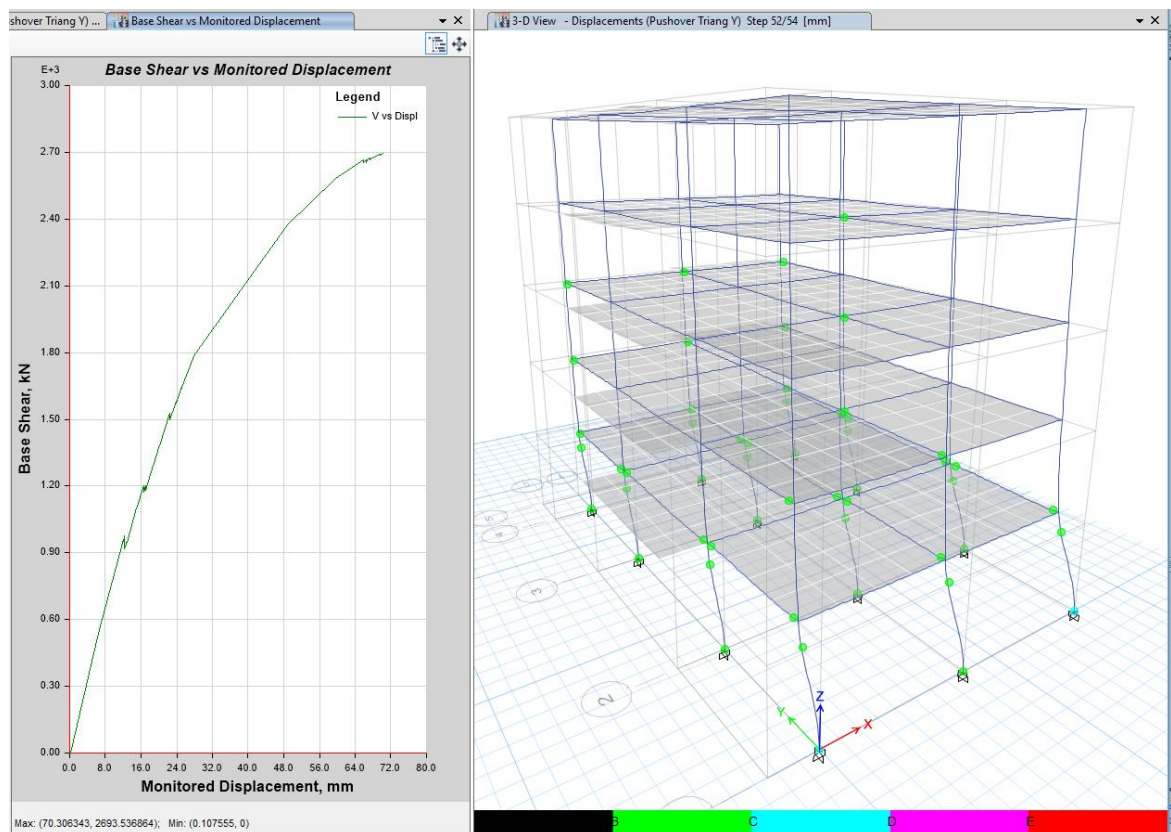 shover Triang Y) ...
Base Shear vs Monitored Displacement
3-D View - Displacements (Pushover Triang Y) Step 52/54 [mm]
E+3
Base Shear vs Monitored Displacement
Legend
V vs Displ
3.00
2.70
2.40
2.10
1.80
1.50
1.20
0.90
0.60
0.30
0.00
Base Shear, kN
0.0 8.0 16.0 24.0 32.0 40.0 48.0 56.0 64.0 72.0 80.0
Monitored Displacement, mm
Max: (70.306343, 2693.536864); Min: (0.107555, 0)
3
2
Z
Y
X
B C D E